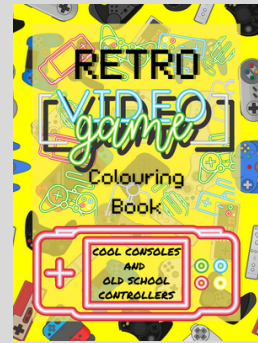 RETRO
VIDEO
game
Colouring
Book
COOL CONSOLES
AND
OLD SCHOOL
CONTROLLERS